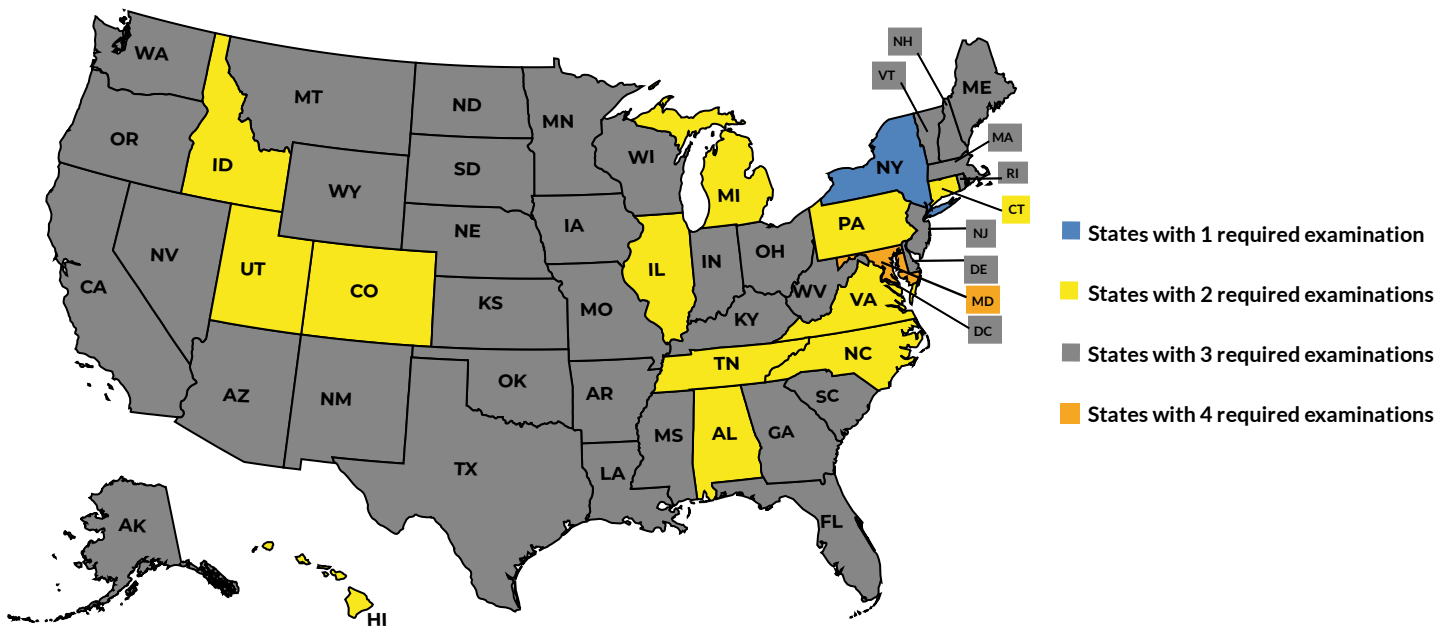 NH
WA
VT
ME
MT
ND
MN
OR
MA
WI
ID
SD
NY
RI
WY
MI
CT
PA
IA
NE
NJ
NV
OH
UT
IL
IN
DE
CA
CO
WV
VA
MD
KS
MO
KY
DC
TN
NC
OK
AZ
NM
AR
SC
MS
AL
GA
TX
LA
AK
FL
HI
States with 1 required examination
States with 2 required examinations
States with 3 required examinations
States with 4 required examinations